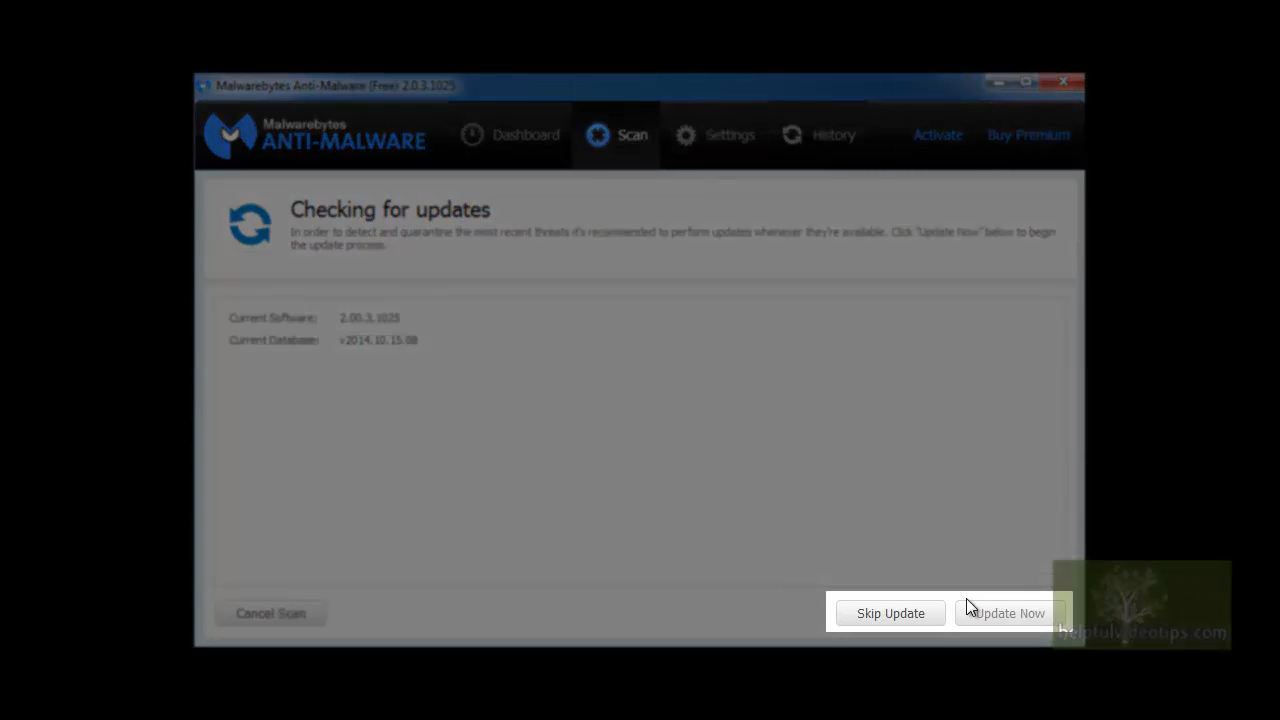 Malwarebytes Anti-Malware (Free) 2.0.3.1025
Malwarebytes
ANTI-MALWARE
Dashboard
Scan
Settings
History
Activate
Buy Premium
Checking for updates
In order to detect and quarantine the most recent threats it's recommended to perform updates whenever they're available. Click "Update Now" below to begin
the update process.
Current Software: 2.00.3.1025
Current Database: v2014.10.15.08
Cancel Scan
Skip Update
Update Now
helpfulvideotips.com